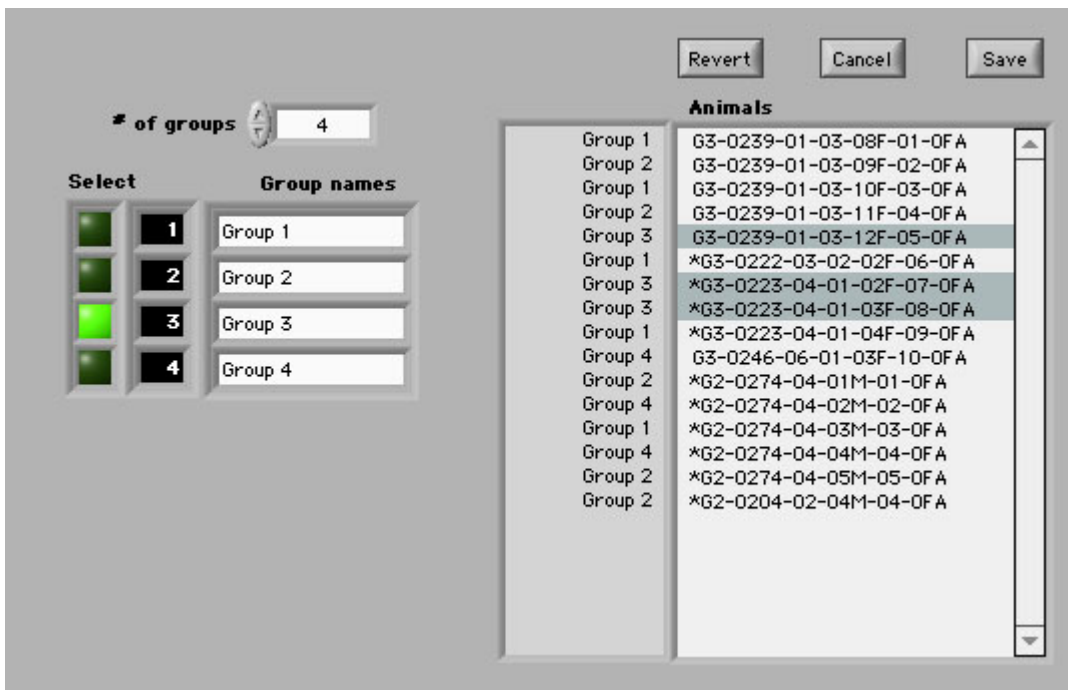 Revert Cancel Save
# of groups 4
Select Group names
1 Group 1
2 Group 2
3 Group 3
4 Group 4
Animals
Group 1 G3-0239-01-03-08F-01-0FA
Group 2 G3-0239-01-03-09F-02-0FA
Group 1 G3-0239-01-03-10F-03-0FA
Group 2 G3-0239-01-03-11F-04-0FA
Group 3 G3-0239-01-03-12F-05-0FA
Group 1 *G3-0222-03-02-02F-06-0FA
Group 3 *G3-0223-04-01-02F-07-0FA
Group 3 *G3-0223-04-01-03F-08-0FA
Group 1 *G3-0223-04-01-04F-09-0FA
Group 4 G3-0246-06-01-03F-10-0FA
Group 2 *G2-0274-04-01M-01-0FA
Group 4 *G2-0274-04-02M-02-0FA
Group 1 *G2-0274-04-03M-03-0FA
Group 4 *G2-0274-04-04M-04-0FA
Group 2 *G2-0274-04-05M-05-0FA
Group 2 *G2-0204-02-04M-04-0FA